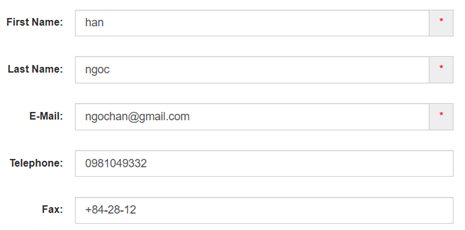 First Name: han *
Last Name: ngoc *
E-Mail: ngochan@gmail.com *
Telephone: 0981049332
Fax: +84-28-12